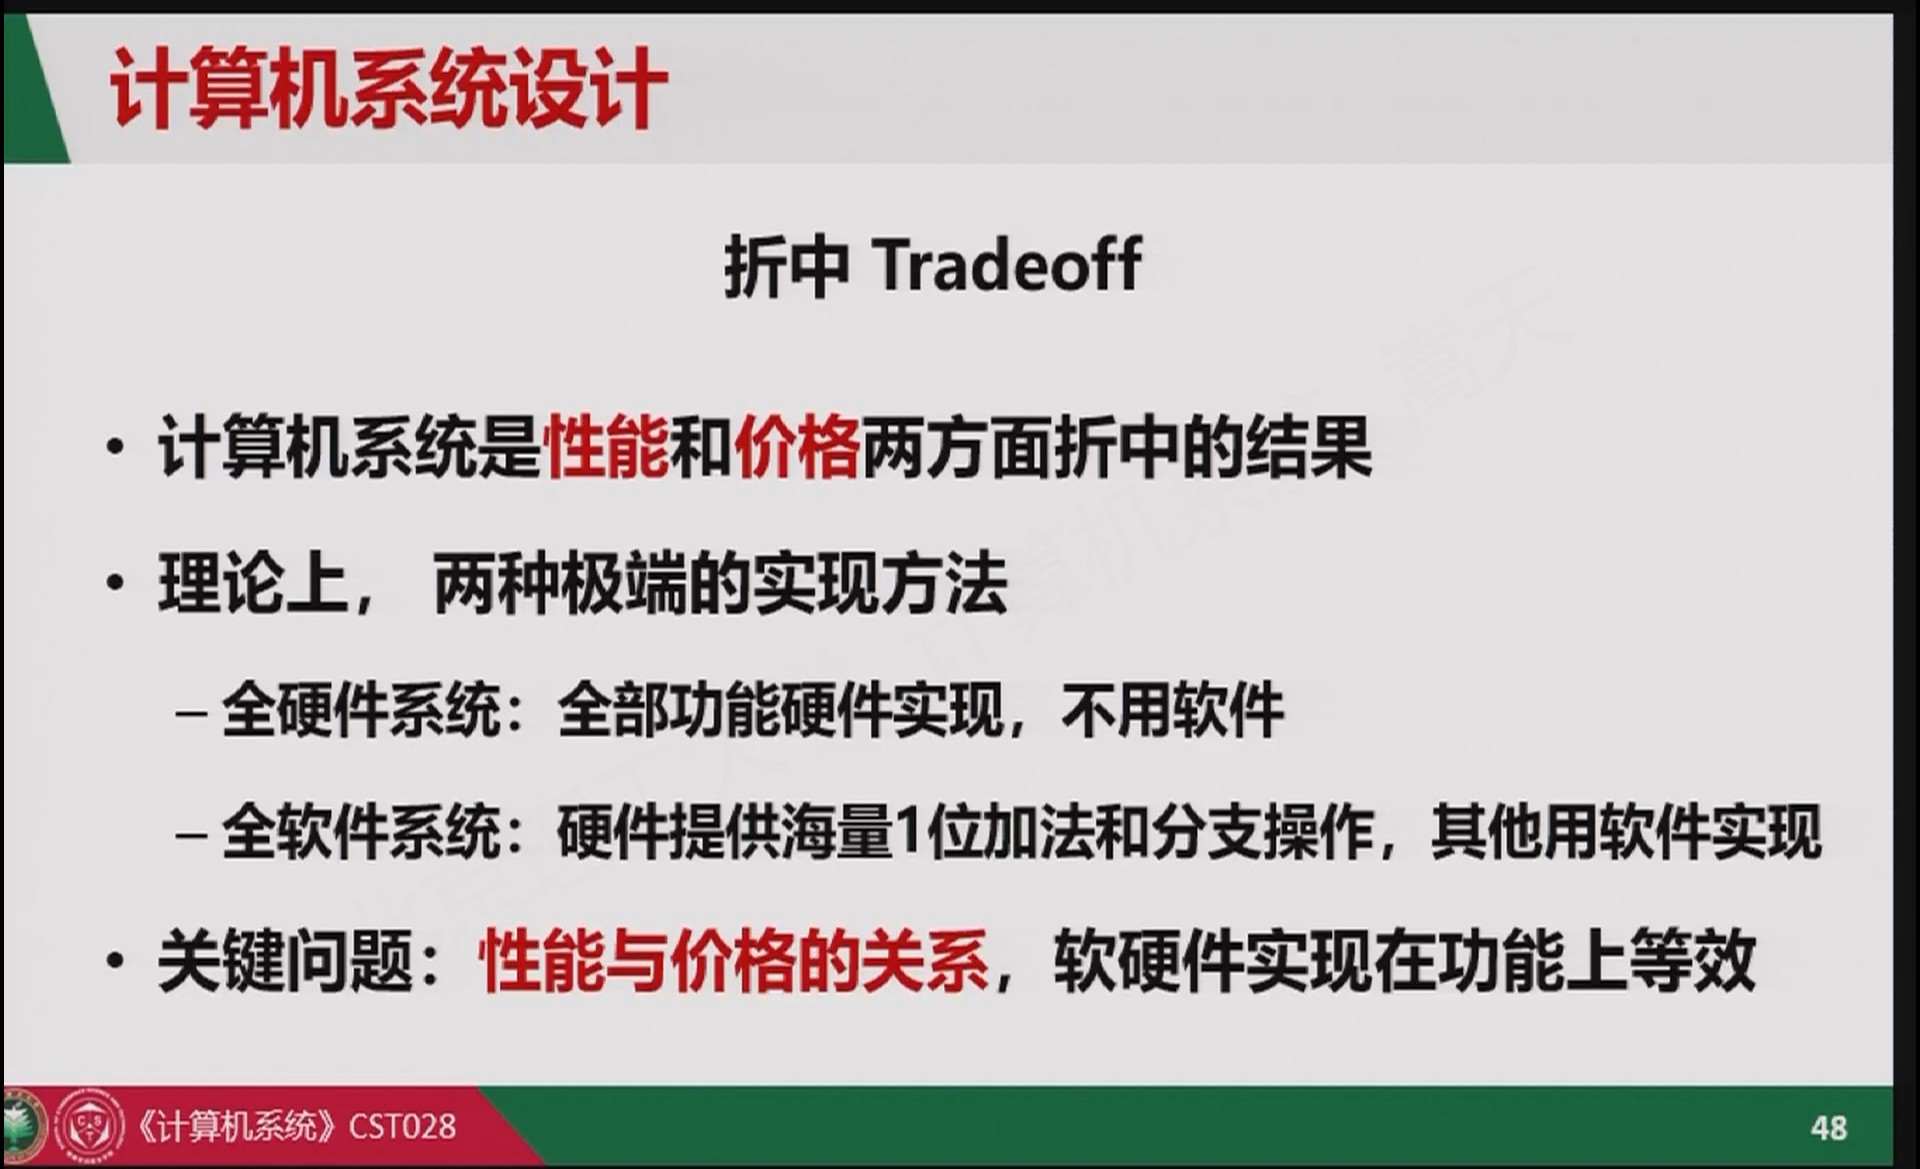 计算机系统设计
折中 Tradeoff
• 计算机系统是性能和价格两方面折中的结果
• 理论上, 两种极端的实现方法
– 全硬件系统：全部功能硬件实现，不用软件
– 全软件系统：硬件提供海量1位加法和分支操作，其他用软件实现
• 关键问题：性能与价格的关系，软硬件实现在功能上等效
《计算机系统》CST028
48